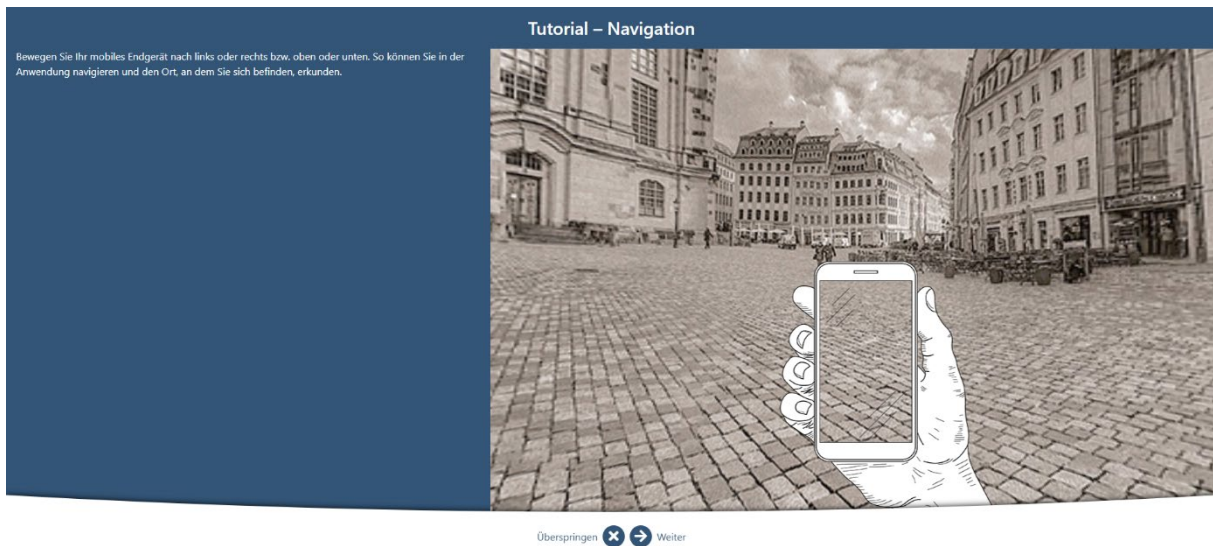 Tutorial – Navigation
Bewegen Sie Ihr mobiles Endgerät nach links oder rechts bzw. oben oder unten. So können Sie in der
Anwendung navigieren und den Ort, an dem Sie sich befinden, erkunden.
Überspringen Weiter